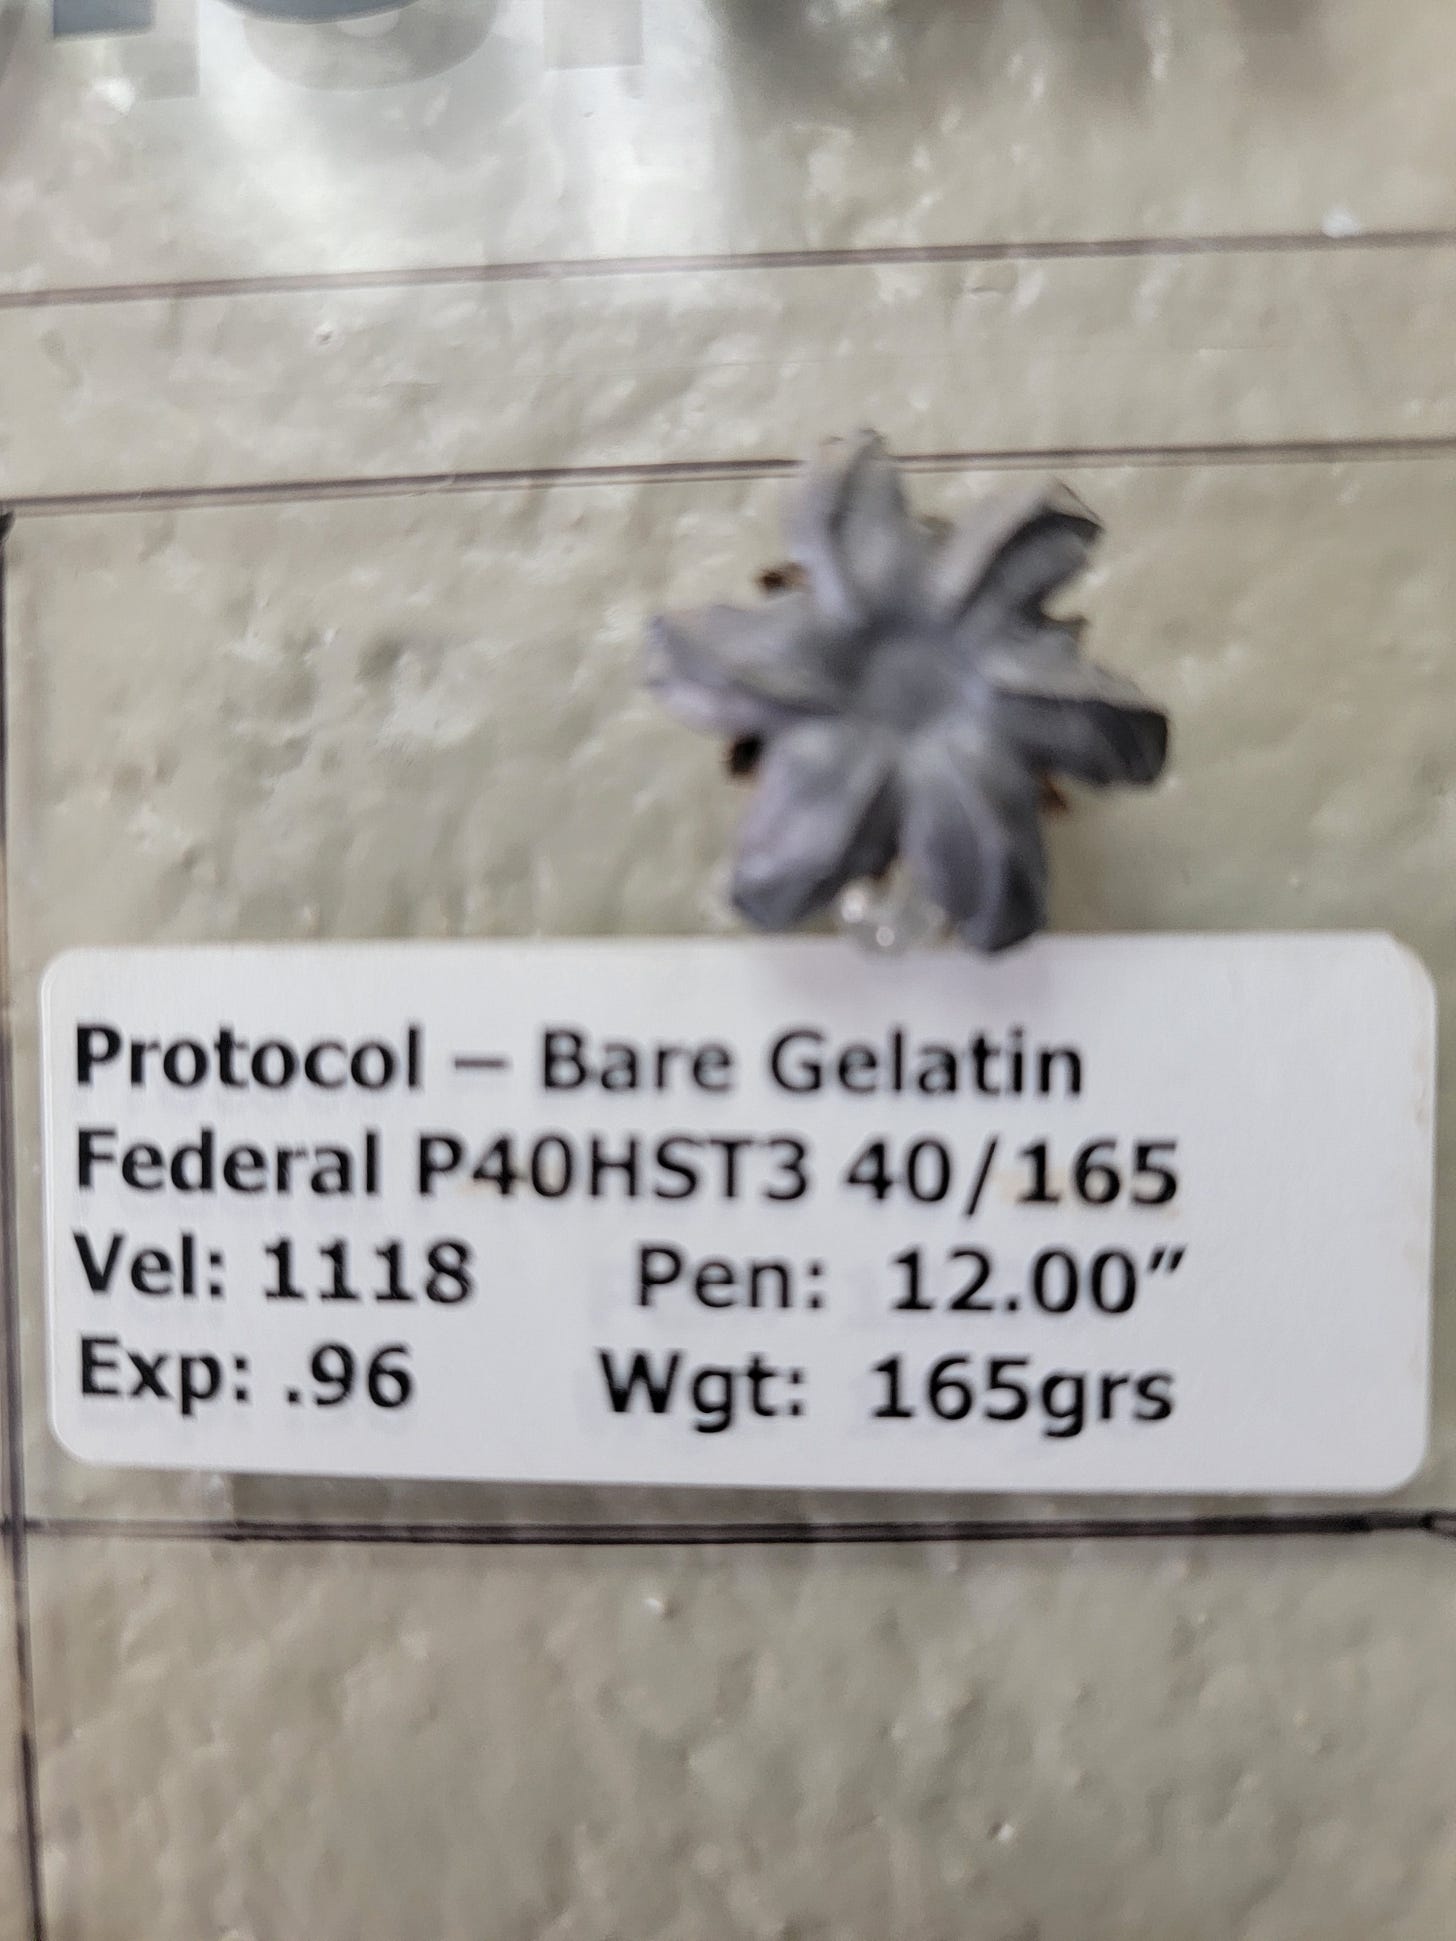 Protocol – Bare Gelatin
Federal P40HST3 40/165
Vel: 1118 Pen: 12.00”
Exp: .96 Wgt: 165grs